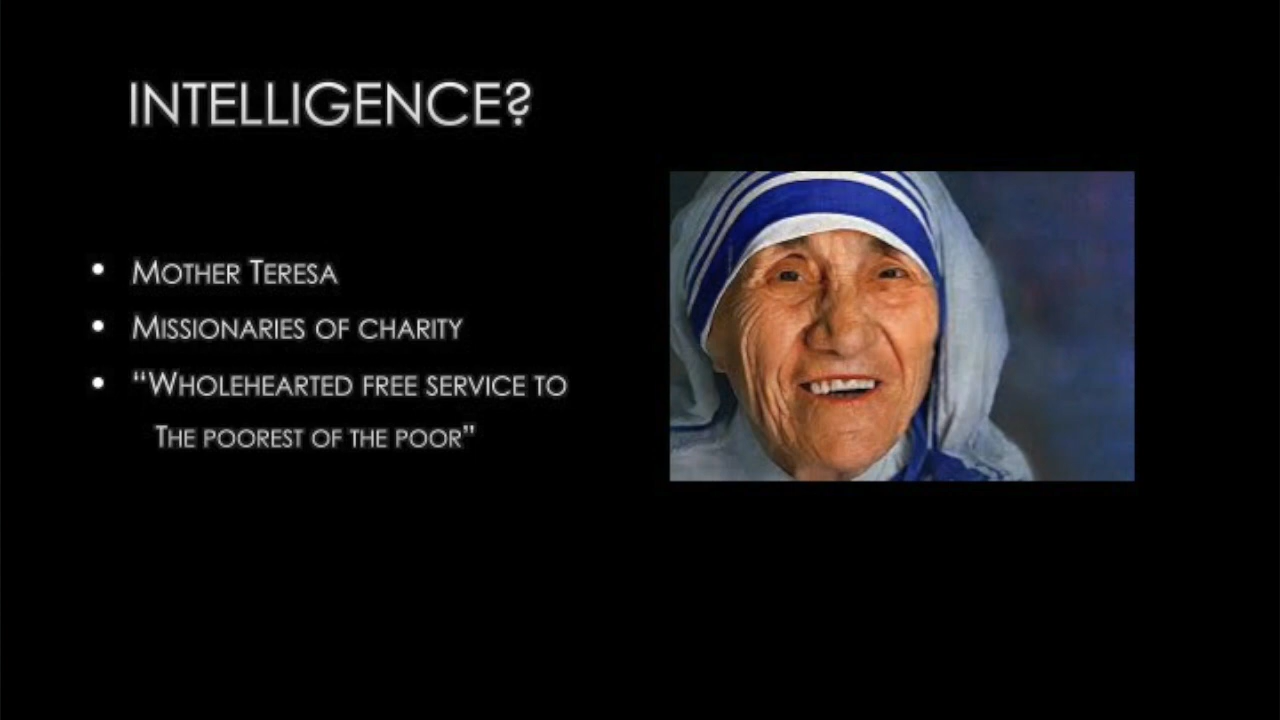 INTELLIGENCE?
• MOTHER TERESA
• MISSIONARIES OF CHARITY
• “WHOLEHEARTED FREE SERVICE TO
THE POOREST OF THE POOR”